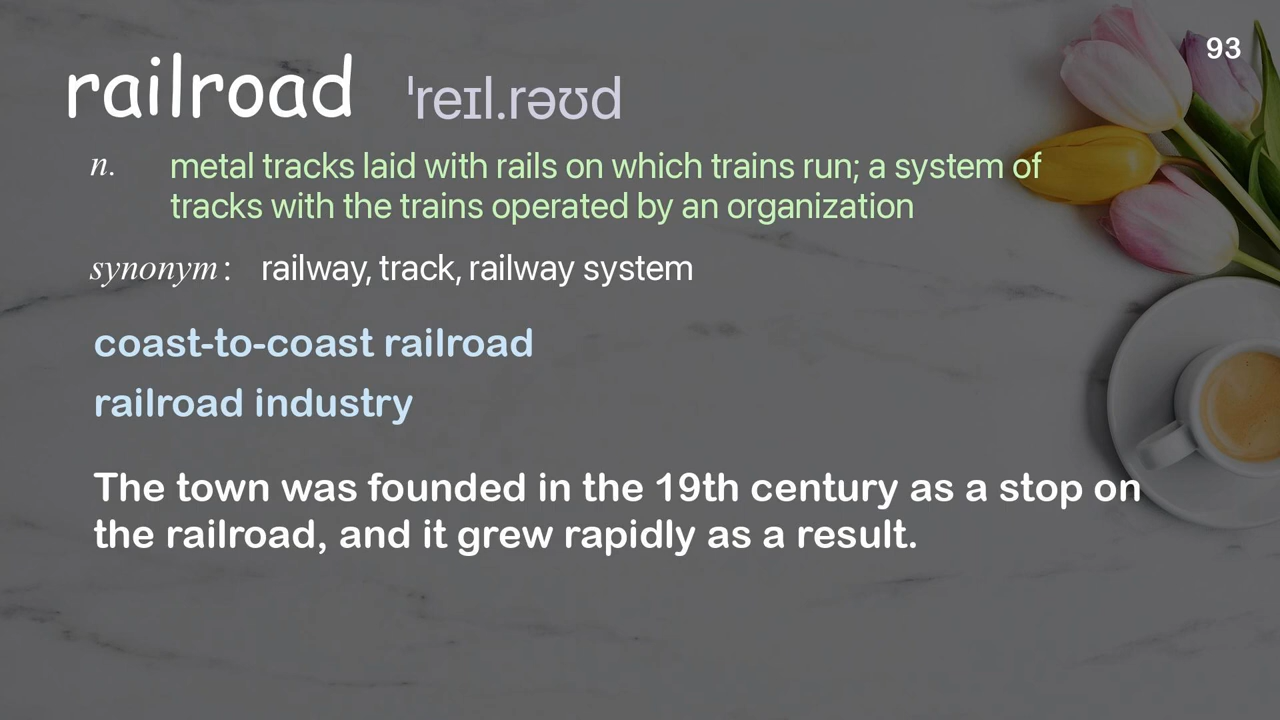 93
railroad ˈreɪl.rəʊd
n. metal tracks laid with rails on which trains run; a system of
tracks with the trains operated by an organization
synonym: railway, track, railway system
coast-to-coast railroad
railroad industry
The town was founded in the 19th century as a stop on
the railroad, and it grew rapidly as a result.